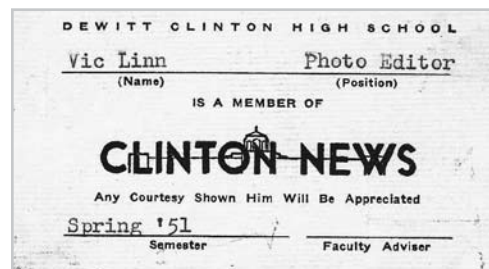 DEWITT CLINTON HIGH SCHOOL
Vic Linn Photo Editor
(Name) (Position)
IS A MEMBER OF
CLINTON NEWS
Any Courtesy Shown Him Will Be Appreciated
Spring '51
Semester Faculty Adviser